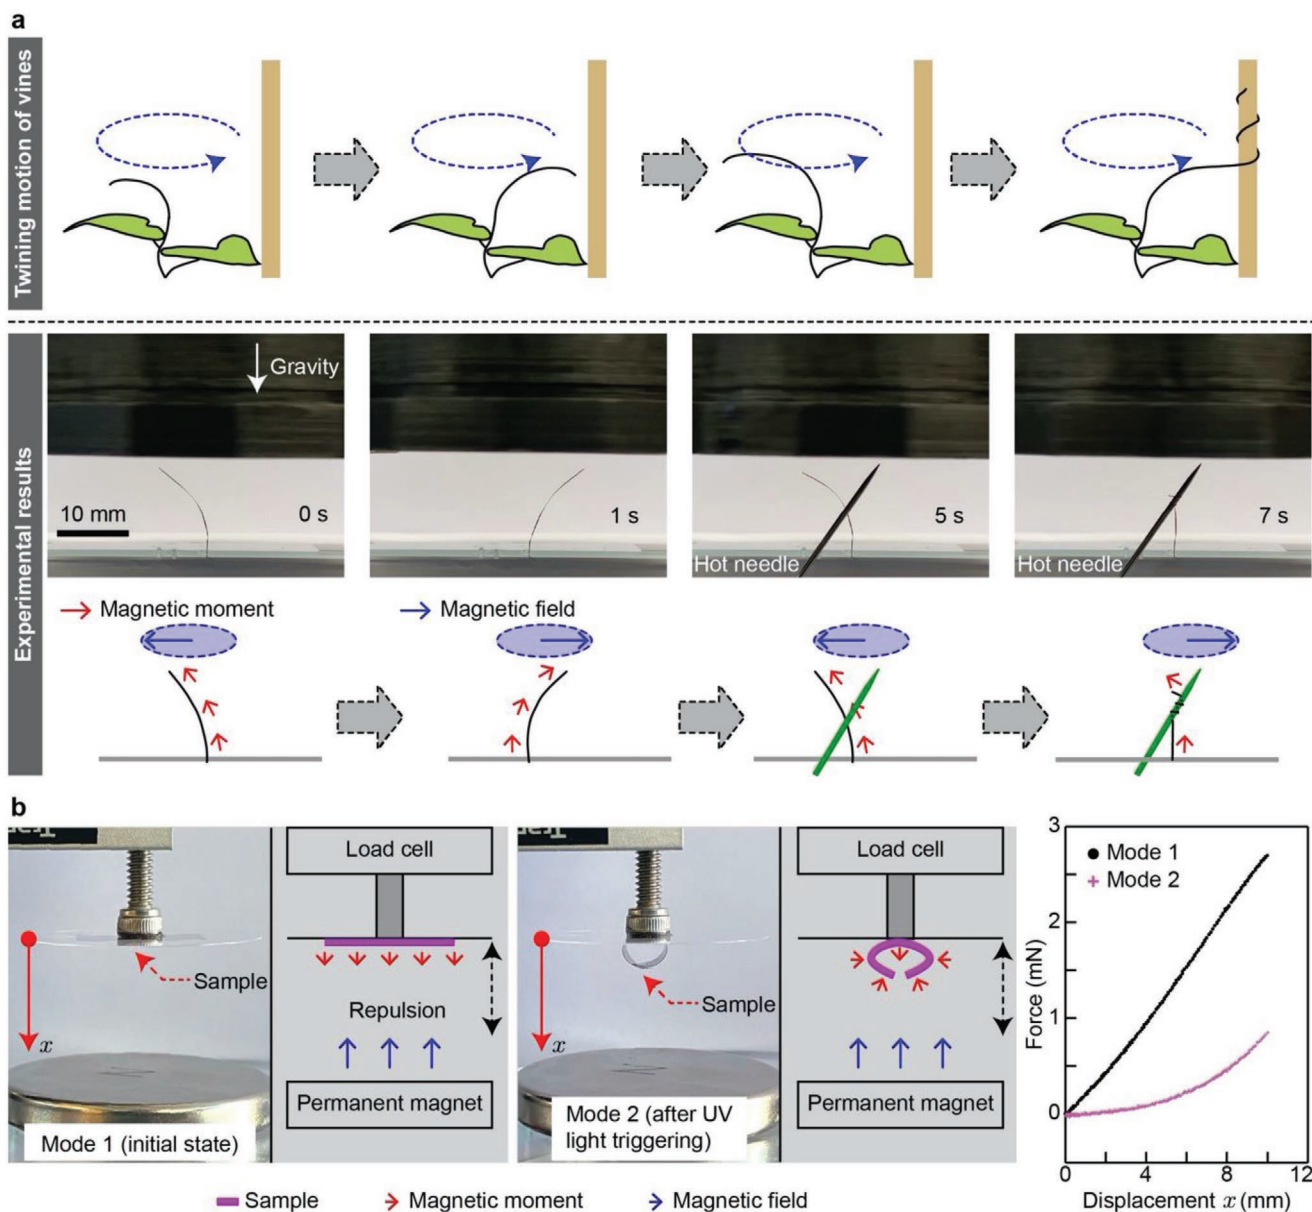 a
Twining motion of vines
Experimental results
Gravity
10 mm
0 s
1 s
5 s
Hot needle
7 s
Hot needle
Magnetic moment
Magnetic field
b
Load cell
Sample
Repulsion
x
Permanent magnet
Mode 1 (initial state)
Load cell
Sample
x
Permanent magnet
Mode 2 (after UV
light triggering)
3
2
1
0
Force (mN)
Mode 1
Mode 2
0
4
8
12
Displacement x (mm)
Sample
Magnetic moment
Magnetic field